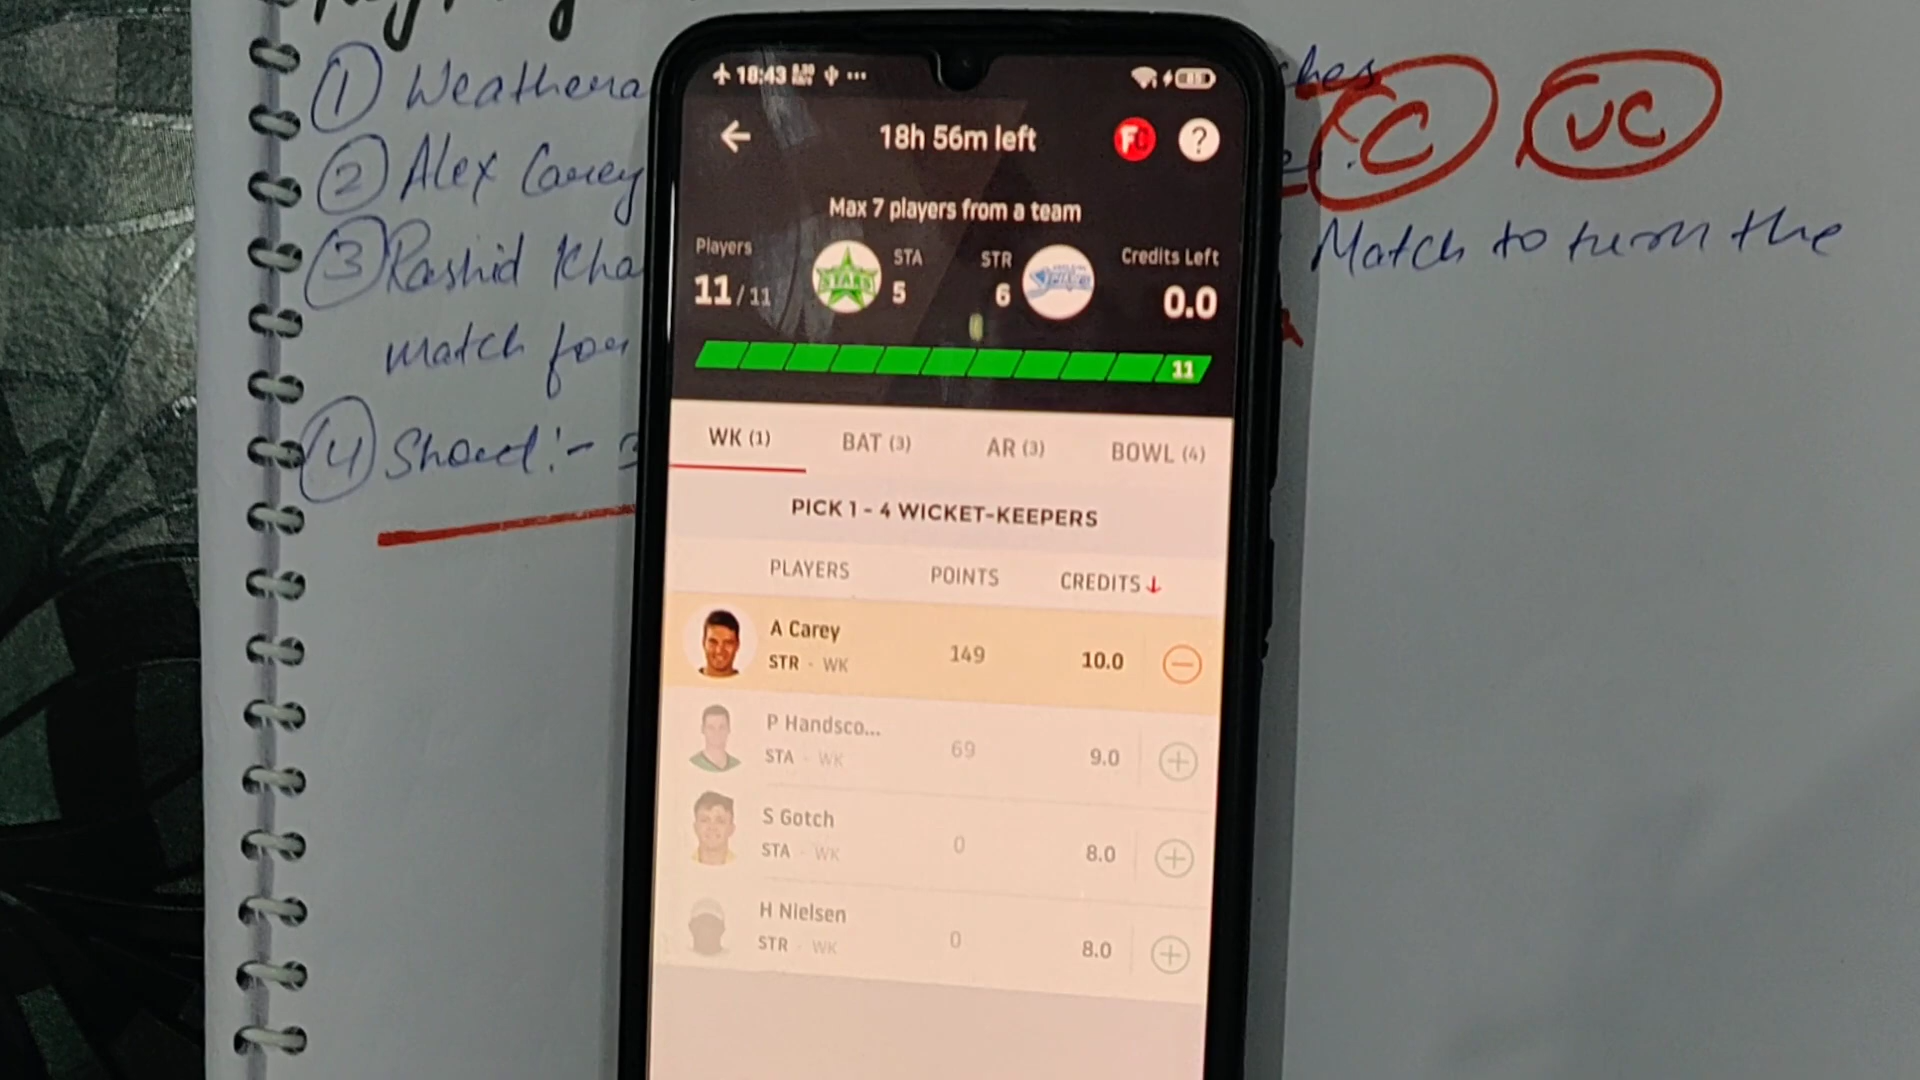 ① Weathera
② Alex Carey
C
VC
③ Rashid Kha
Match to turn the
match for
④ Short:-
18:43
18h 56m left
?
Max 7 players from a team
Players
11/11
STARS
STA
5
STR
6
Credits Left
0.0
11
WK (1)
BAT (3)
AR (3)
BOWL (4)
PICK 1 - 4 WICKET-KEEPERS
PLAYERS
POINTS
CREDITS↓
A Carey
STR - WK
149
10.0
P Handsco...
STA - WK
69
9.0
S Gotch
STA - WK
0
8.0
H Nielsen
STR - WK
0
8.0